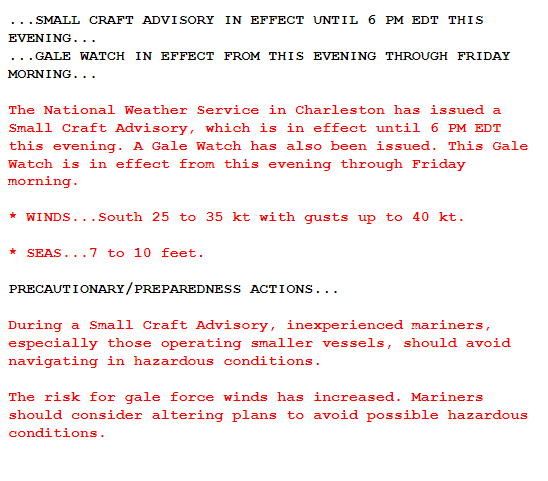 ...SMALL CRAFT ADVISORY IN EFFECT UNTIL 6 PM EDT THIS
EVENING...
...GALE WATCH IN EFFECT FROM THIS EVENING THROUGH FRIDAY
MORNING...
The National Weather Service in Charleston has issued a
Small Craft Advisory, which is in effect until 6 PM EDT
this evening. A Gale Watch has also been issued. This Gale
Watch is in effect from this evening through Friday
morning.
* WINDS...South 25 to 35 kt with gusts up to 40 kt.
* SEAS...7 to 10 feet.
PRECAUTIONARY/PREPAREDNESS ACTIONS...
During a Small Craft Advisory, inexperienced mariners,
especially those operating smaller vessels, should avoid
navigating in hazardous conditions.
The risk for gale force winds has increased. Mariners
should consider altering plans to avoid possible hazardous
conditions.